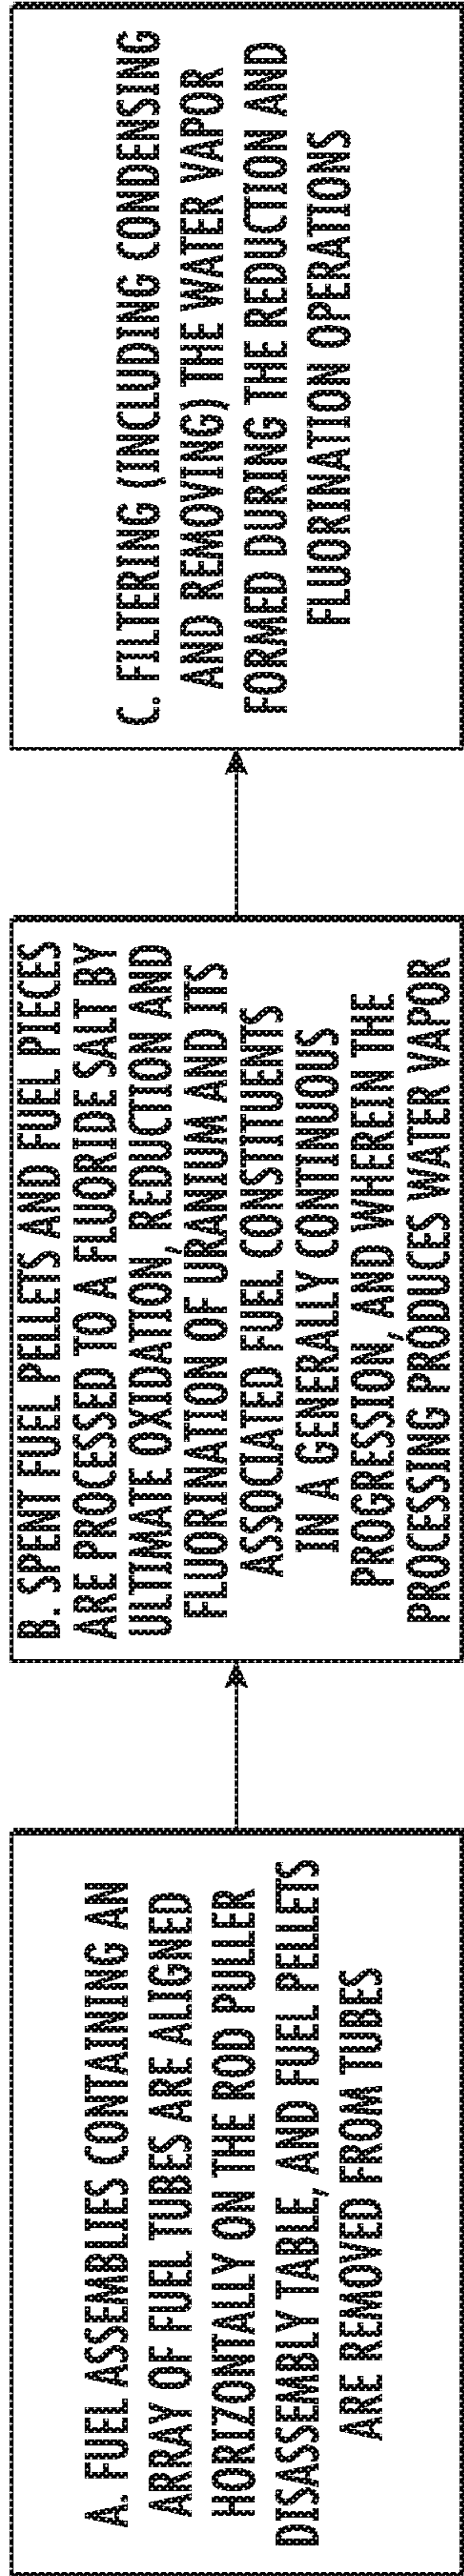 A. FUEL ASSEMBLIES CONTAINING AN
ARRAY OF FUEL TUBES ARE ALIGNED
HORIZONTALLY ON THE ROD PULLER
DISASSEMBLY TABLE, AND FUEL PELLETS
ARE REMOVED FROM TUBES
B. SPENT FUEL PELLETS AND FUEL PIECES
ARE PROCESSED TO A FLUORIDE SALT BY
ULTIMATE OXIDATION, REDUCTION AND
FLUORINATION OF URANIUM AND ITS
ASSOCIATED FUEL CONSTITUENTS
IN A GENERALLY CONTINUOUS
PROGRESSION, AND WHEREIN THE
PROCESSING PRODUCES WATER VAPOR
C. FILTERING (INCLUDING CONDENSING
AND REMOVING) THE WATER VAPOR
FORMED DURING THE REDUCTION AND
FLUORINATION OPERATIONS